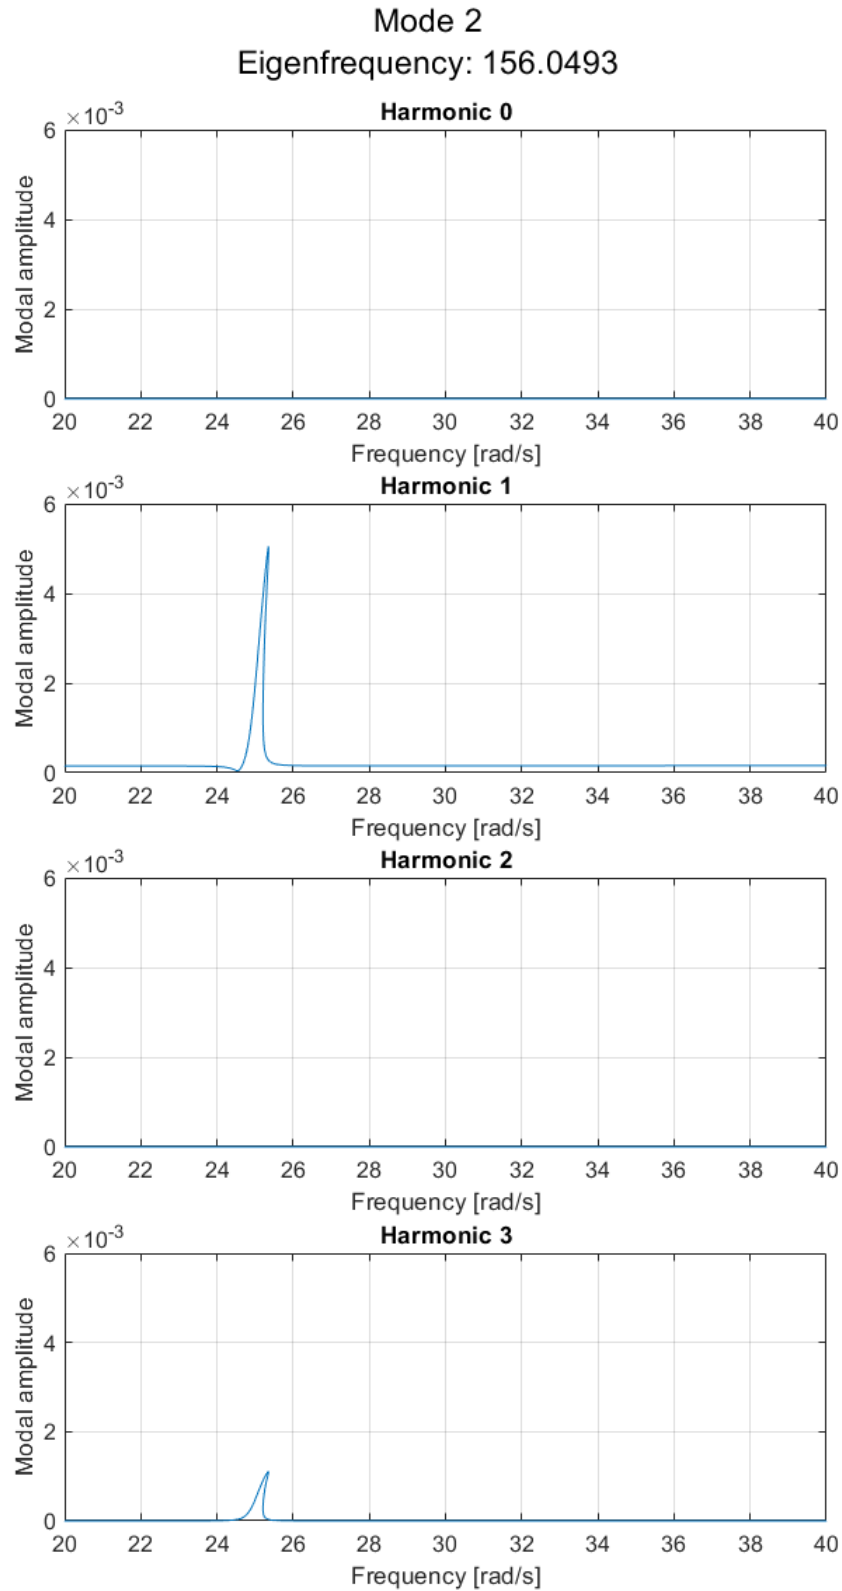 Mode 2
Eigenfrequency: 156.0493
×10-3
Harmonic 0
6
4
2
0
Modal amplitude
20 22 24 26 28 30 32 34 36 38 40
Frequency [rad/s]
×10-3
Harmonic 1
6
4
2
0
Modal amplitude
20 22 24 26 28 30 32 34 36 38 40
Frequency [rad/s]
×10-3
Harmonic 2
6
4
2
0
Modal amplitude
20 22 24 26 28 30 32 34 36 38 40
Frequency [rad/s]
×10-3
Harmonic 3
6
4
2
0
Modal amplitude
20 22 24 26 28 30 32 34 36 38 40
Frequency [rad/s]